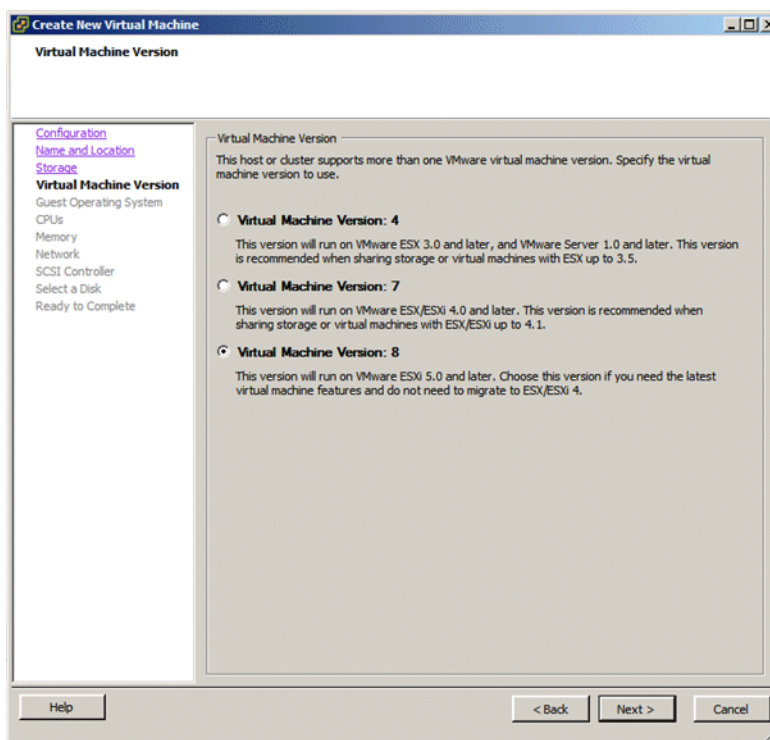 Create New Virtual Machine
Virtual Machine Version
Configuration
Name and Location
Storage
Virtual Machine Version
Guest Operating System
CPUs
Memory
Network
SCSI Controller
Select a Disk
Ready to Complete
Virtual Machine Version
This host or cluster supports more than one VMware virtual machine version. Specify the virtual
machine version to use.
Virtual Machine Version: 4
This version will run on VMware ESX 3.0 and later, and VMware Server 1.0 and later. This version
is recommended when sharing storage or virtual machines with ESX up to 3.5.
Virtual Machine Version: 7
This version will run on VMware ESX/ESXi 4.0 and later. This version is recommended when
sharing storage or virtual machines with ESX/ESXi up to 4.1.
Virtual Machine Version: 8
This version will run on VMware ESXi 5.0 and later. Choose this version if you need the latest
virtual machine features and do not need to migrate to ESX/ESXi 4.
Help
< Back
Next >
Cancel